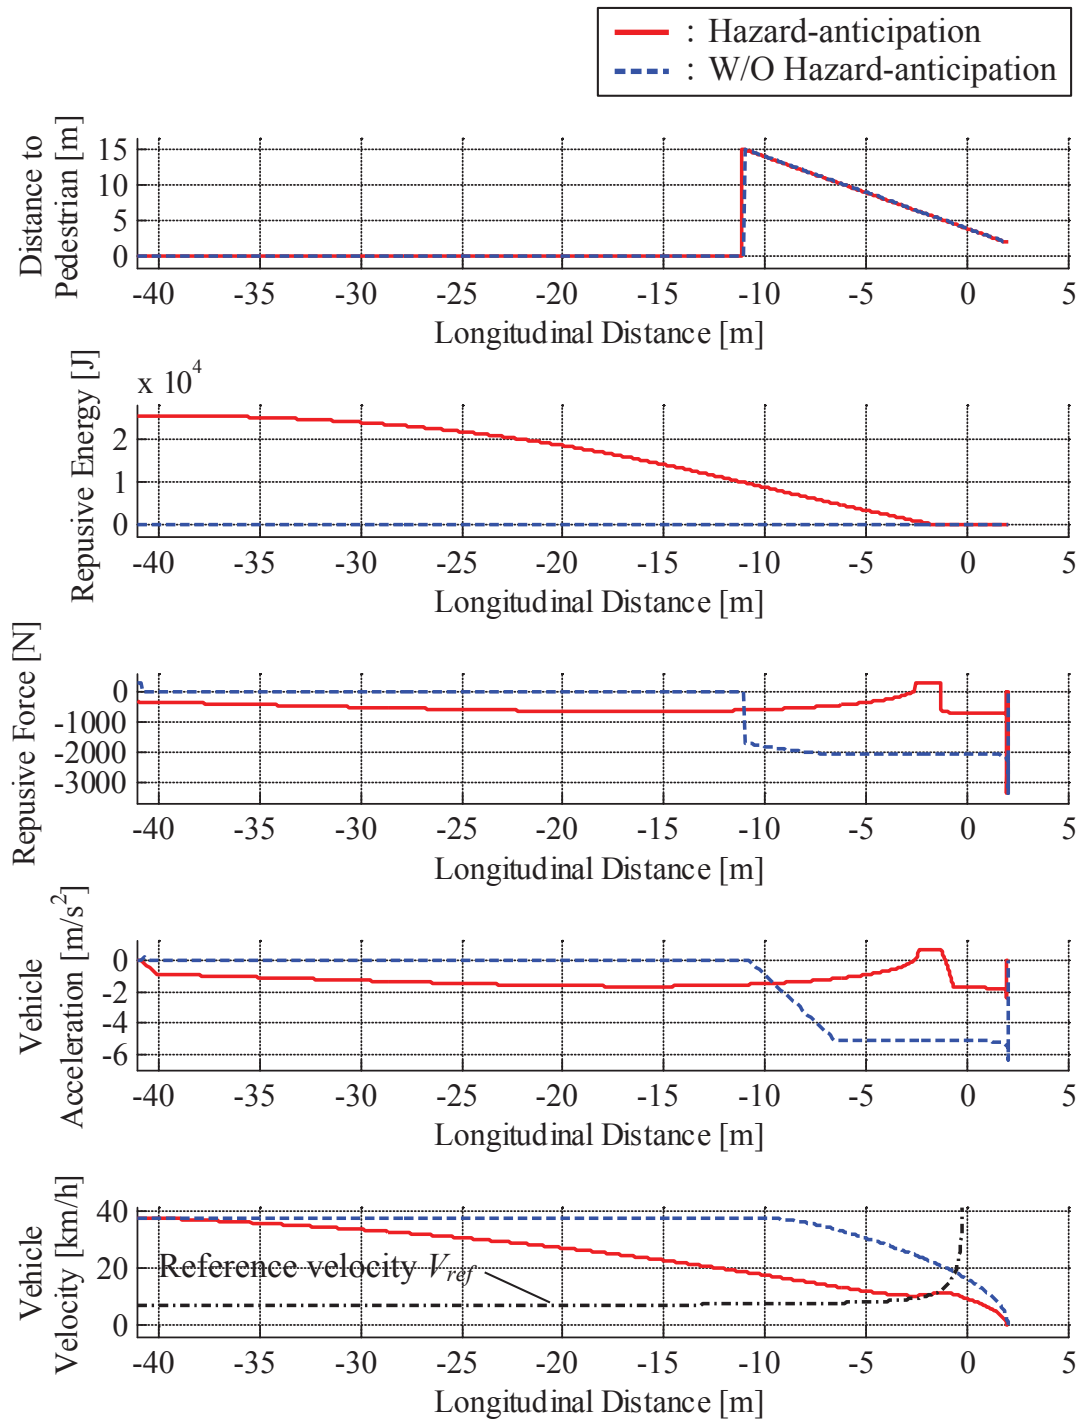 : Hazard-anticipation
: W/O Hazard-anticipation
Distance to
Pedestrian [m]
15
10
5
0
-40 -35 -30 -25 -20 -15 -10 -5 0 5
Longitudinal Distance [m]
x 10^4
Repusive Energy [J]
2
1
0
-40 -35 -30 -25 -20 -15 -10 -5 0 5
Longitudinal Distance [m]
Repusive Force [N]
0
-1000
-2000
-3000
-40 -35 -30 -25 -20 -15 -10 -5 0 5
Longitudinal Distance [m]
Vehicle
Acceleration [m/s²]
0
-2
-4
-6
-40 -35 -30 -25 -20 -15 -10 -5 0 5
Longitudinal Distance [m]
Vehicle
Velocity [km/h]
40
20
0
Reference velocity V_ref
-40 -35 -30 -25 -20 -15 -10 -5 0 5
Longitudinal Distance [m]